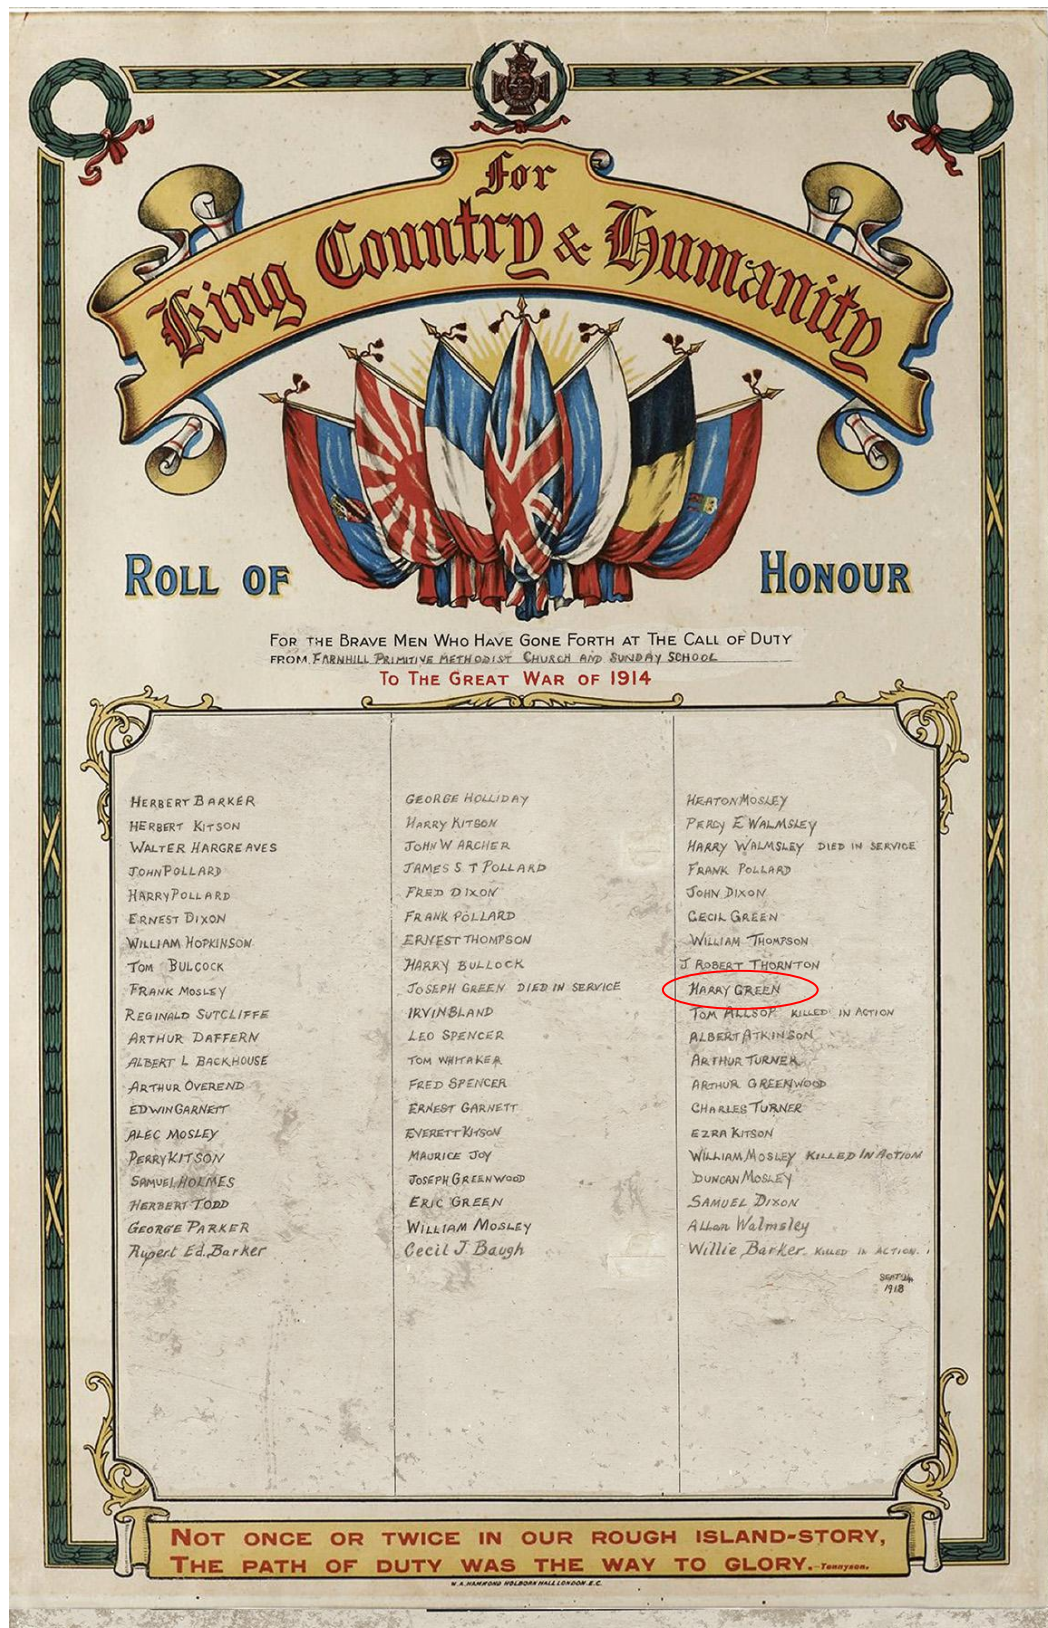 For
King Country & Humanity
ROLL OF HONOUR
FOR THE BRAVE MEN WHO HAVE GONE FORTH AT THE CALL OF DUTY
FROM FARNHILL PRIMITIVE METHODIST CHURCH AND SUNDAY SCHOOL
TO THE GREAT WAR OF 1914
HERBERT BARKER
HERBERT KITSON
WALTER HARGREAVES
JOHN POLLARD
HARRY POLLARD
ERNEST DIXON
WILLIAM HOPKINSON
TOM BULCOCK
FRANK MOSLEY
REGINALD SUTCLIFFE
ARTHUR DAFFERN
ALBERT L BACKHOUSE
ARTHUR OVEREND
EDWIN GARNETT
ALEC MOSLEY
PERRY KITSON
SAMUEL HOLMES
HERBERT TODD
GEORGE PARKER
Rupert Ed. Barker
GEORGE HOLLIDAY
HARRY KITSON
JOHN W ARCHER
JAMES S T POLLARD
FRED DIXON
FRANK POLLARD
ERNEST THOMPSON
HARRY BULLOCK
JOSEPH GREEN DIED IN SERVICE
IRVIN BLAND
LEO SPENCER
TOM WHITAKER
FRED SPENCER
ERNEST GARNETT
EVERETT KITSON
MAURICE JOY
JOSEPH GREENWOOD
ERIC GREEN
WILLIAM MOSLEY
Cecil J. Baugh
HEATON MOSLEY
PERCY E WALMSLEY
HARRY WALMSLEY DIED IN SERVICE
FRANK POLLARD
JOHN DIXON
CECIL GREEN
WILLIAM THOMPSON
J ROBERT THORNTON
HARRY GREEN
TOM ALLSOP KILLED IN ACTION
ALBERT ATKINSON
ARTHUR TURNER
ARTHUR GREENWOOD
CHARLES TURNER
EZRA KITSON
WILLIAM MOSLEY KILLED IN ACTION
DUNCAN MOSLEY
SAMUEL DIXON
Allan Walmsley
Willie Barker KILLED IN ACTION.
SEPT 24
1918
NOT ONCE OR TWICE IN OUR ROUGH ISLAND-STORY,
THE PATH OF DUTY WAS THE WAY TO GLORY.-Tennyson.
W.A.HAMMOND HOLBORN HALL LONDON.E.C.